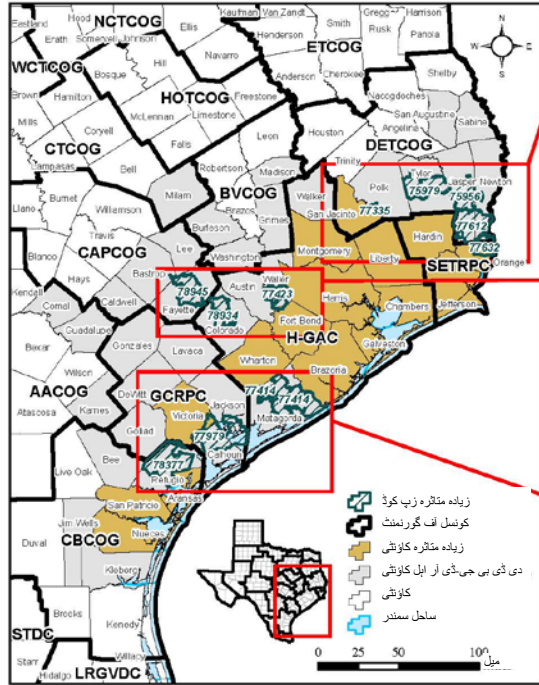 NCTCOG
Hood
Johnson
Ellis
Kaufman
Van Zandt
Smith
Gregg
Rusk
Harrison
Panola
Eastland
Erath
Somervell
Hill
Navarro
Henderson
ETCOG
N
W
E
S
WCTCOG
Bosque
Anderson
Cherokee
Shelby
Brown
Hamilton
HOTCOG
Freestone
Nacogdoches
Mills
McLennan
Limestone
San Augustine
Sabine
Coryell
Leon
Houston
Angelina
CTCOG
Falls
DETCOG
Lampasas
Bell
Robertson
Madison
Trinity
Tyler
Jasper
Newton
Llano
Burnet
Milam
BVCOG
Walker
Polk
75979
75956
Williamson
Brazos
Grimes
San Jacinto
77335
77612
Burleson
Travis
Lee
Washington
Montgomery
Hardin
77632
Blanco
CAPCOG
Liberty
Orange
SETRPC
Hays
Bastrop
Austin
Waller
Kendall
Comal
Caldwell
78945
77423
Harris
Chambers
Jefferson
Fayette
78934
Guadalupe
Colorado
Fort Bend
Bexar
Gonzales
H-GAC
Galveston
Lavaca
Wharton
Wilson
Brazoria
AACOG
GCRPC
DeWitt
77414
Atascosa
Karnes
Victoria
Jackson
77414
Goliad
Matagorda
77979
Bee
Calhoun
Live Oak
78377
Refugio
زیادہ متاثرہ زپ کوڈ
Aransas
کونسل آف گورنمنٹ
San Patricio
زیادہ متاثرہ کاؤنٹی
Jim Wells
Nueces
Duval
CBCOG
سی ڈی بی جی-ڈی آر اہل کاؤنٹی
Kleberg
کاؤنٹی
Brooks
ساحل سمندر
Kenedy
STDC
Willacy
Starr
Hidalgo
LRGVDC
0 25 50 100
میل